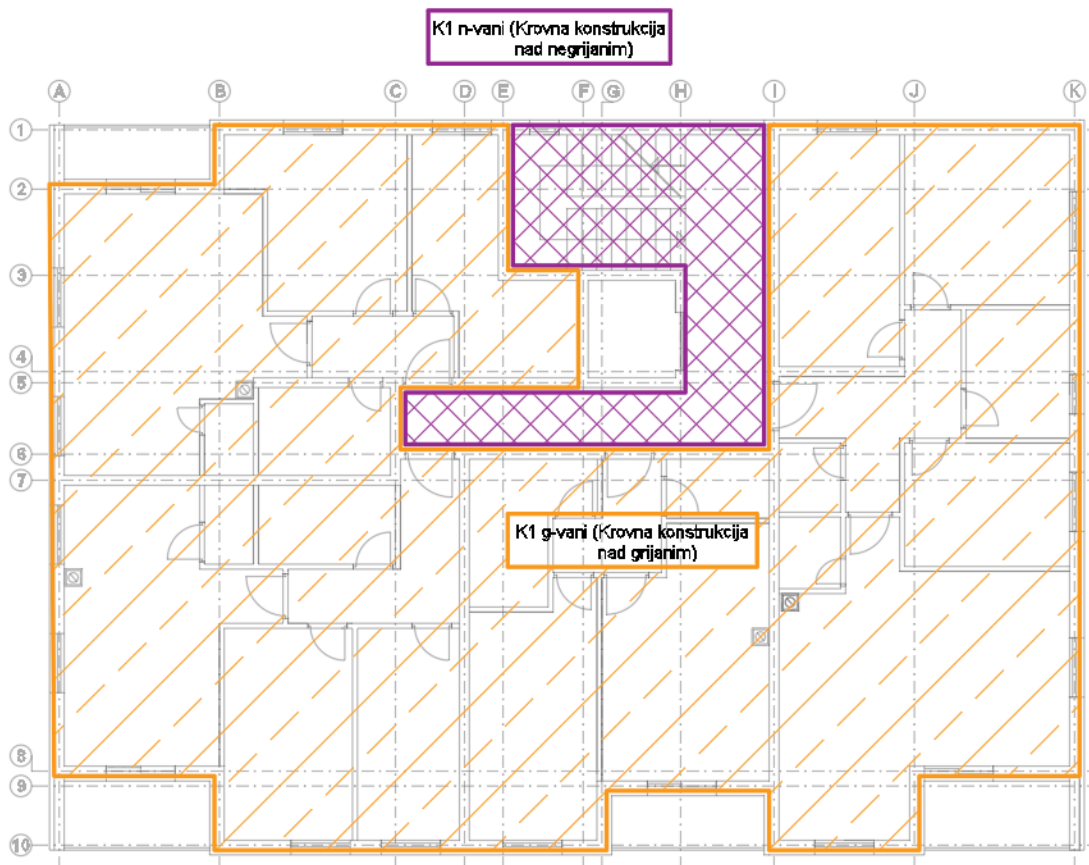 K1 n-vani (Krovna konstrukcija
nad negrijanim)
A B C D E F G H I J K
1
2
3
4
5
6
7
K1 g-vani (Krovna konstrukcija
nad grijanim)
8
9
10